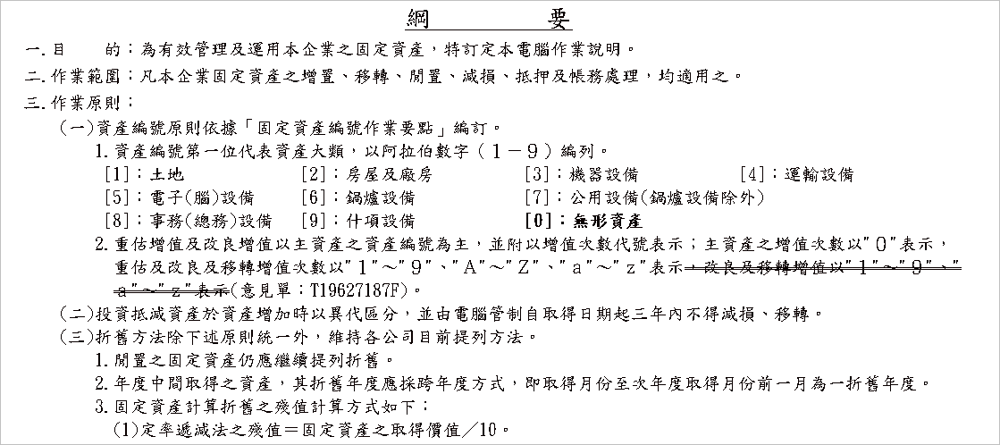 綱　　　　要
一.目　　的：為有效管理及運用本企業之固定資產，特訂定本電腦作業說明。
二.作業範圍：凡本企業固定資產之增置、移轉、閒置、減損、抵押及帳務處理，均適用之。
三.作業原則：
(一)資產編號原則依據「固定資產編號作業要點」編訂。
1.資產編號第一位代表資產大類，以阿拉伯數字（１－９）編列。
[1]：土地　[2]：房屋及廠房　[3]：機器設備　[4]：運輸設備
[5]：電子(腦)設備　[6]：鍋爐設備　[7]：公用設備(鍋爐設備除外)
[8]：事務(總務)設備　[9]：什項設備　[0]：無形資產
2.重估增值及改良增值以主資產之資產編號為主，並附以增值次數代號表示；主資產之增值次數以"０"表示，
重估及改良及移轉增值次數以"１"～"９"、"Ａ"～"Ｚ"、"ａ"～"ｚ"表示，改良及移轉增值以"１"～"９"、"
ａ"～"ｚ"表示(意見單：T19627187F)。
(二)投資抵減資產於資產增加時以異代區分，並由電腦管制自取得日期起三年內不得減損、移轉。
(三)折舊方法除下述原則統一外，維持各公司目前提列方法。
1.閒置之固定資產仍應繼續提列折舊。
2.年度中間取得之資產，其折舊年度應採跨年度方式，即取得月份至次年度取得月份前一月為一折舊年度。
3.固定資產計算折舊之殘值計算方式如下：
(1)定率遞減法之殘值＝固定資產之取得價值／10。